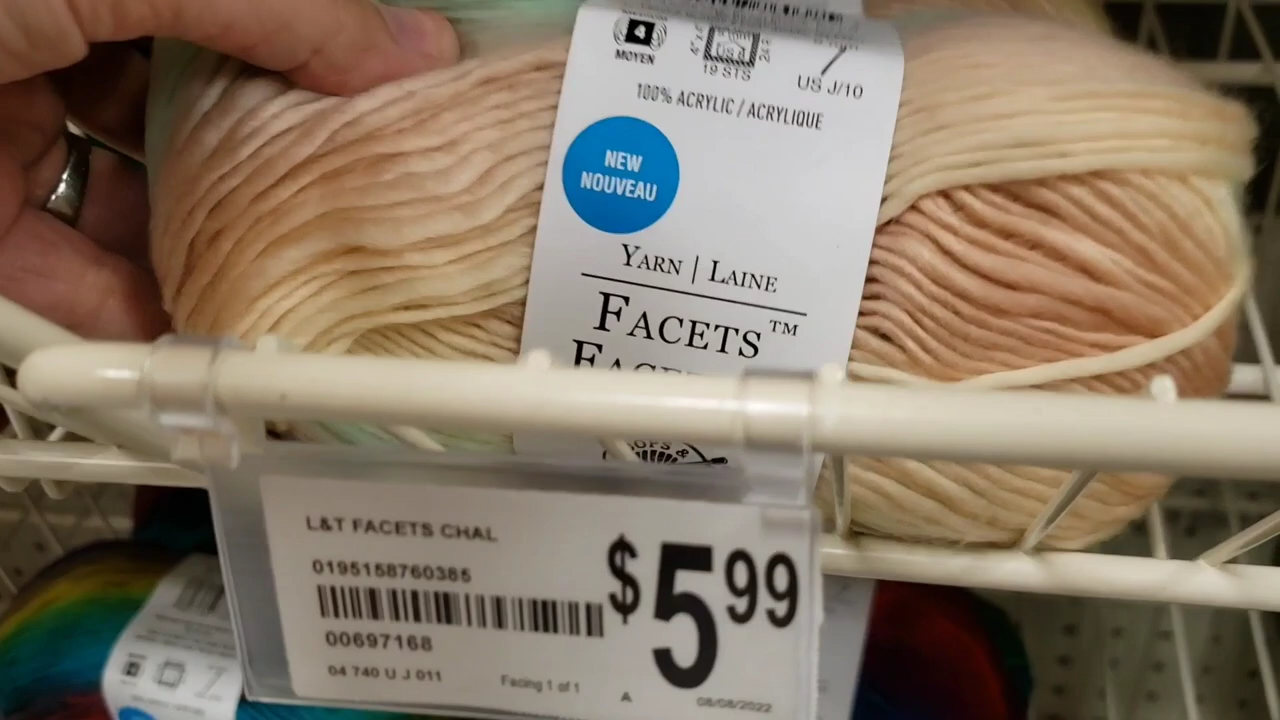 4
MOYEN
19 STS
US J/10
100% ACRYLIC / ACRYLIQUE
NEW
NOUVEAU
YARN | LAINE
FACETS™
L&T FACETS CHAL
0195158760385
00697168
04 740 U J 011
Facing 1 of 1
A
08/08/2022
$5 99